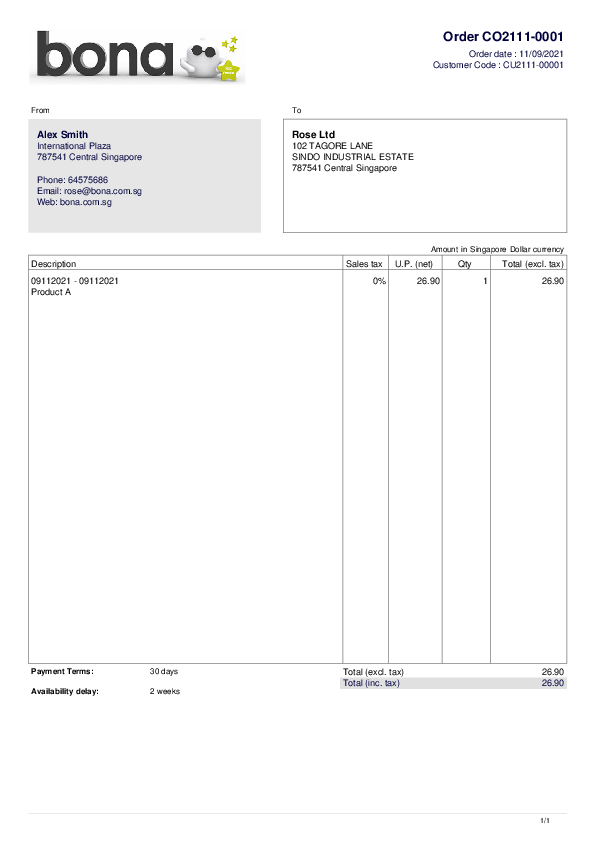 bona
Order CO2111-0001
Order date : 11/09/2021
Customer Code : CU2111-00001
From
To
Alex Smith
International Plaza
787541 Central Singapore
Phone: 64575686
Email: rose@bona.com.sg
Web: bona.com.sg
Rose Ltd
102 TAGORE LANE
SINDO INDUSTRIAL ESTATE
787541 Central Singapore
Amount in Singapore Dollar currency
Description Sales tax U.P. (net) Qty Total (excl. tax)
09112021 - 09112021 0% 26.90 1 26.90
Product A
Payment Terms: 30 days
Total (excl. tax) 26.90
Total (inc. tax) 26.90
Availability delay: 2 weeks
1/1